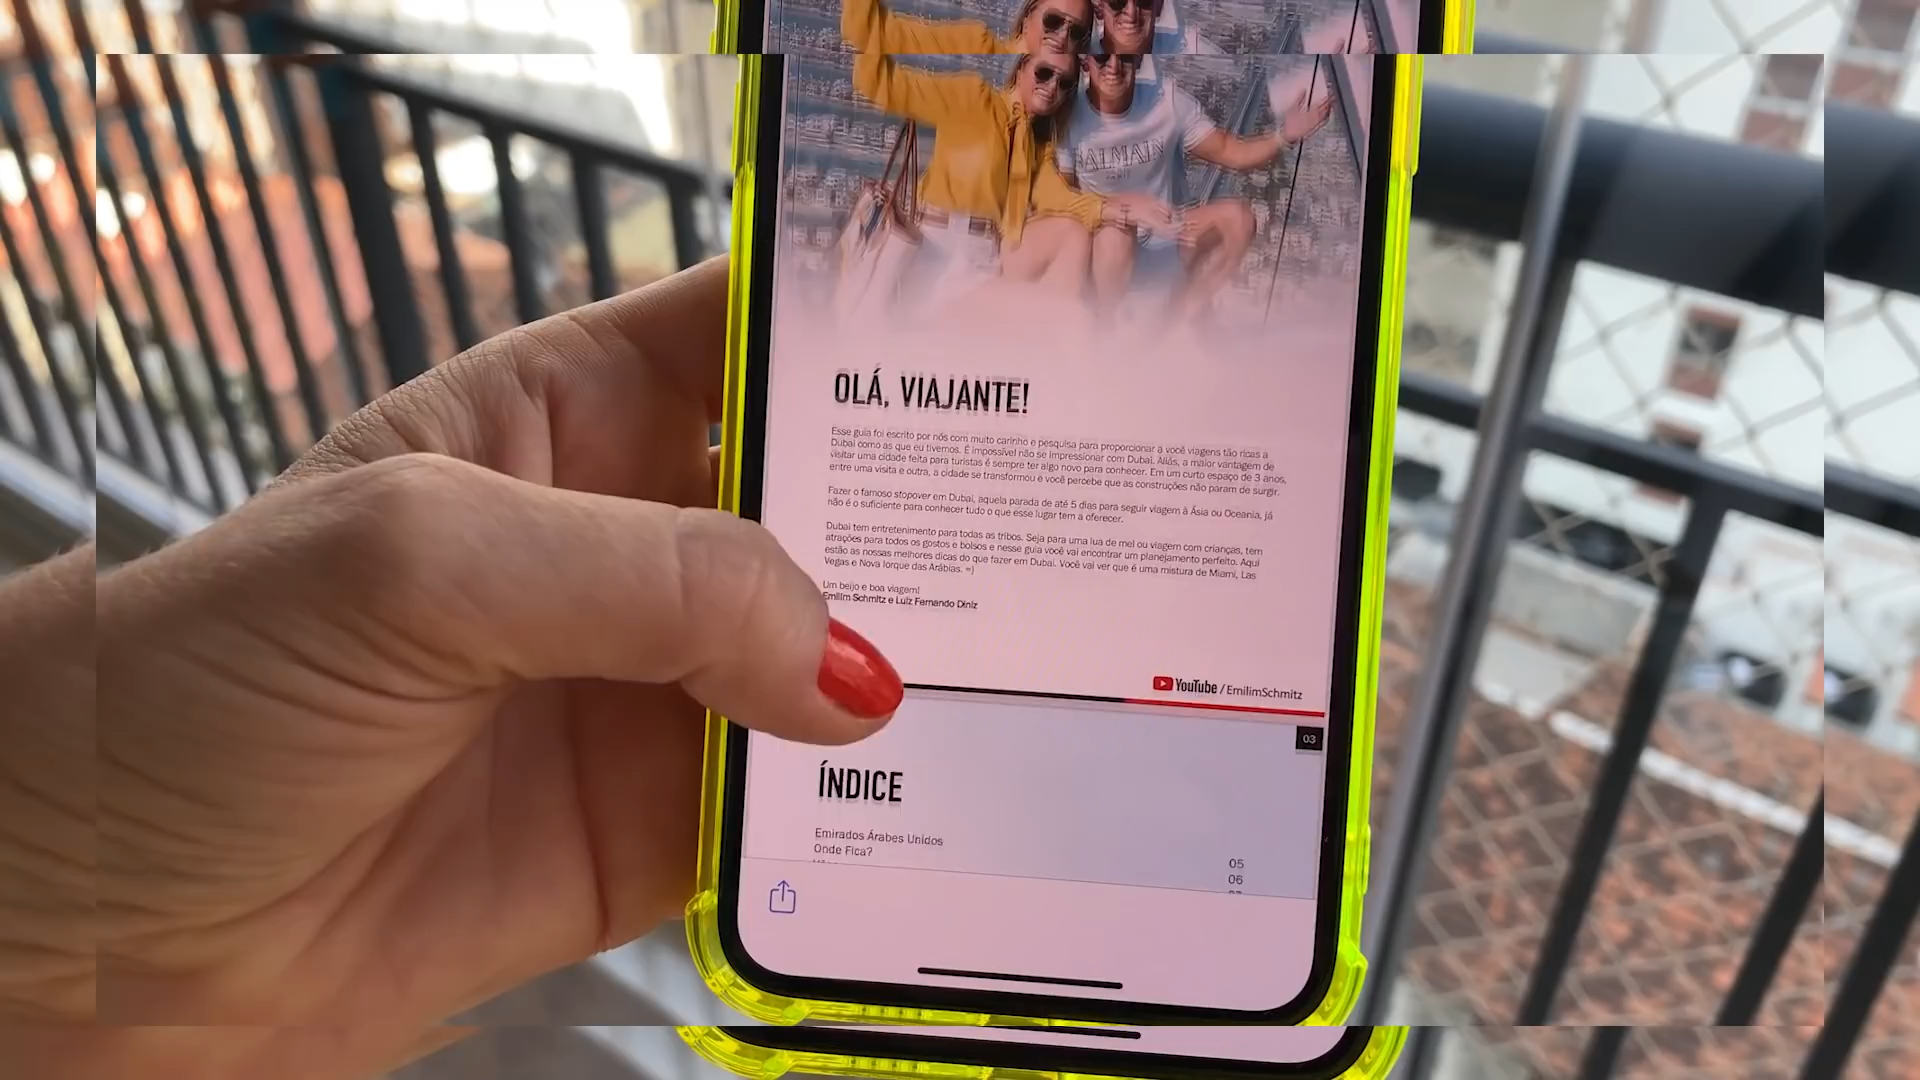 BALMAIN
PARIS
OLÁ, VIAJANTE!
Esse guia foi escrito por nós com muito carinho e pesquisa para proporcionar a você viagens tão ricas a
Dubai como as que eu tivemos. É impossível não se impressionar com Dubai. Aliás, a maior vantagem de
visitar uma cidade feita para turistas é sempre ter algo novo para conhecer. Em um curto espaço de 3 anos,
entre uma visita e outra, a cidade se transformou e você percebe que as construções não param de surgir.
Fazer o famoso stopover em Dubai, aquela parada de até 5 dias para seguir viagem à Ásia ou Oceania, já
não é o suficiente para conhecer tudo o que esse lugar tem a oferecer.
Dubai tem entretenimento para todas as tribos. Seja para uma lua de mel ou viagem com crianças, tem
atrações para todos os gostos e bolsos e nesse guia você vai encontrar um planejamento perfeito. Aqui
estão as nossas melhores dicas do que fazer em Dubai. Você vai ver que é uma mistura de Miami, Las
Vegas e Nova Iorque das Arábias. =)
Um beijo e boa viagem!
Emilim Schmitz e Luiz Fernando Diniz
YouTube /EmilimSchmitz
03
ÍNDICE
Emirados Árabes Unidos 05
Onde Fica? 06